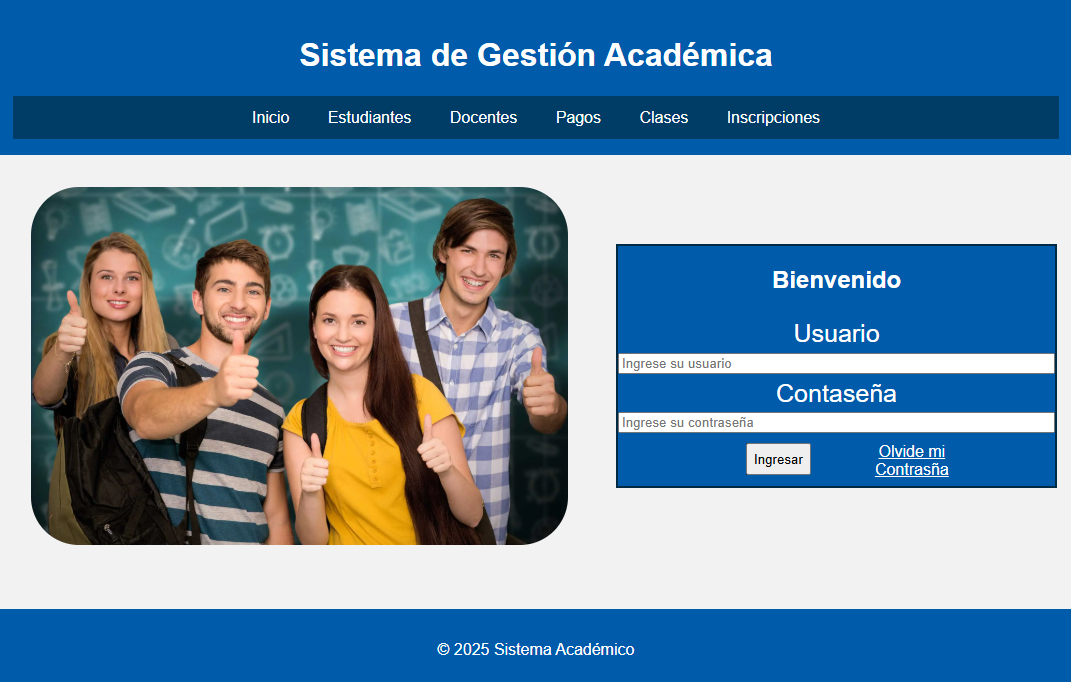 Sistema de Gestión Académica
Inicio Estudiantes Docentes Pagos Clases Inscripciones
Bienvenido
Usuario
Ingrese su usuario
Contaseña
Ingrese su contraseña
Ingresar
Olvide mi
Contrasña
© 2025 Sistema Académico